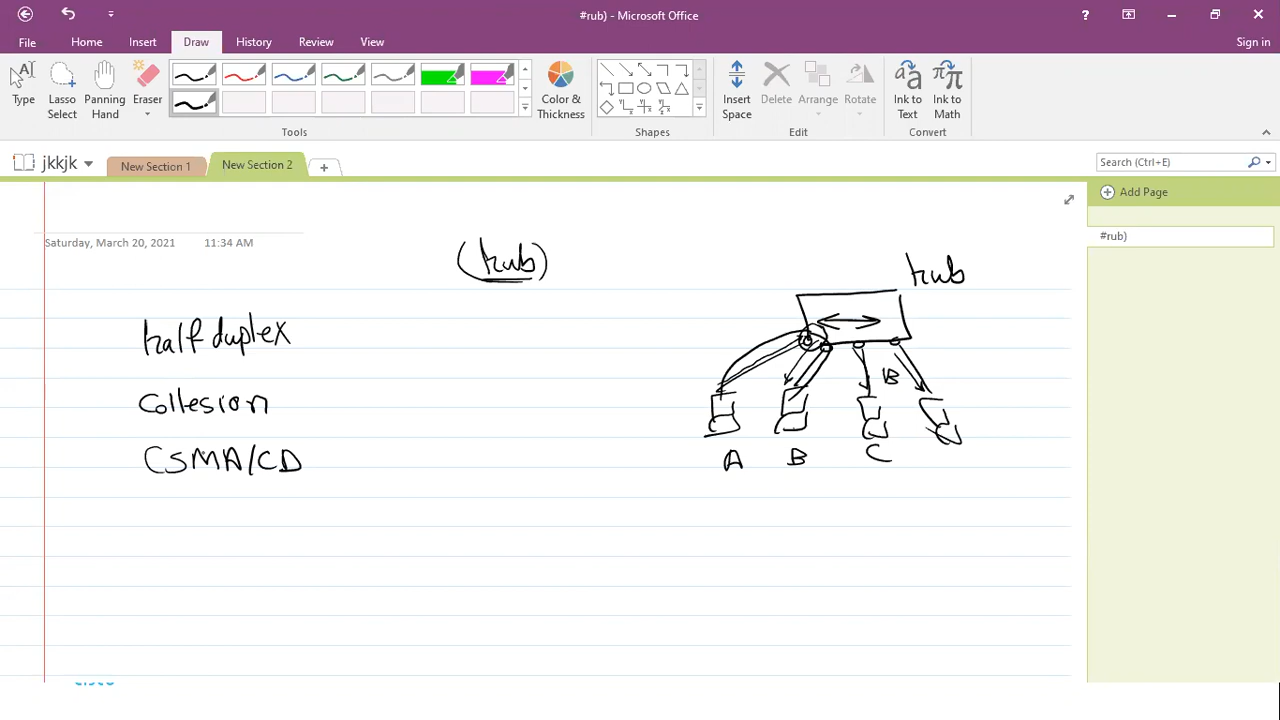 #rub) - Microsoft Office
?
File Home Insert Draw History Review View Sign in
Type Lasso Select Panning Hand Eraser Color & Thickness Insert Space Delete Arrange Rotate Ink to Text Ink to Math
Tools Shapes Edit Convert
jkkjk New Section 1 New Section 2 + Search (Ctrl+E)
Add Page
#rub)
Saturday, March 20, 2021 11:34 AM
(hub)
hub
half duplex
B
Collesion
A B C
CSMA/CD